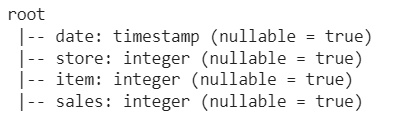 root
 |-- date: timestamp (nullable = true)
 |-- store: integer (nullable = true)
 |-- item: integer (nullable = true)
 |-- sales: integer (nullable = true)